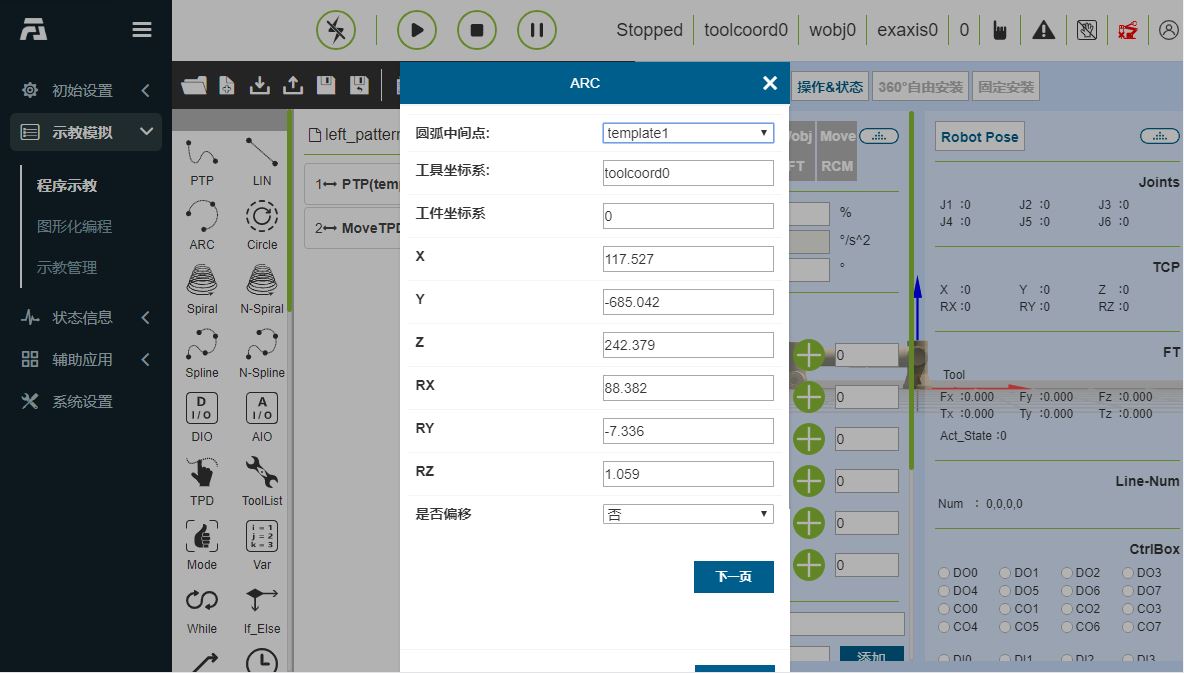 Stopped toolcoord0 wobj0 exaxis0 0
初始设置
示教模拟
程序示教
图形化编程
示教管理
状态信息
辅助应用
系统设置
PTP LIN
ARC Circle
Spiral N-Spiral
Spline N-Spline
D I/O A I/O
DIO AIO
TPD ToolList
i = 1
j = 2
k = 3
Mode Var
While If_Else
left_pattern
1 PTP(tem
2 MoveTPD
ARC
圆弧中间点: template1
工具坐标系: toolcoord0
工件坐标系 0
X 117.527
Y -685.042
Z 242.379
RX 88.382
RY -7.336
RZ 1.059
是否偏移 否
下一页
操作&状态 360°自由安装 固定安装
obj Move
FT RCM
%
°/s^2
°
0
0
0
0
0
0
添加
Robot Pose
Joints
J1 :0 J2 :0 J3 :0
J4 :0 J5 :0 J6 :0
TCP
X :0 Y :0 Z :0
RX :0 RY :0 RZ :0
FT
Tool
Fx :0.000 Fy :0.000 Fz :0.000
Tx :0.000 Ty :0.000 Tz :0.000
Act_State :0
Line-Num
Num : 0,0,0,0
CtrlBox
DO0 DO1 DO2 DO3
DO4 DO5 DO6 DO7
CO0 CO1 CO2 CO3
CO4 CO5 CO6 CO7
DI0 DI1 DI2 DI3